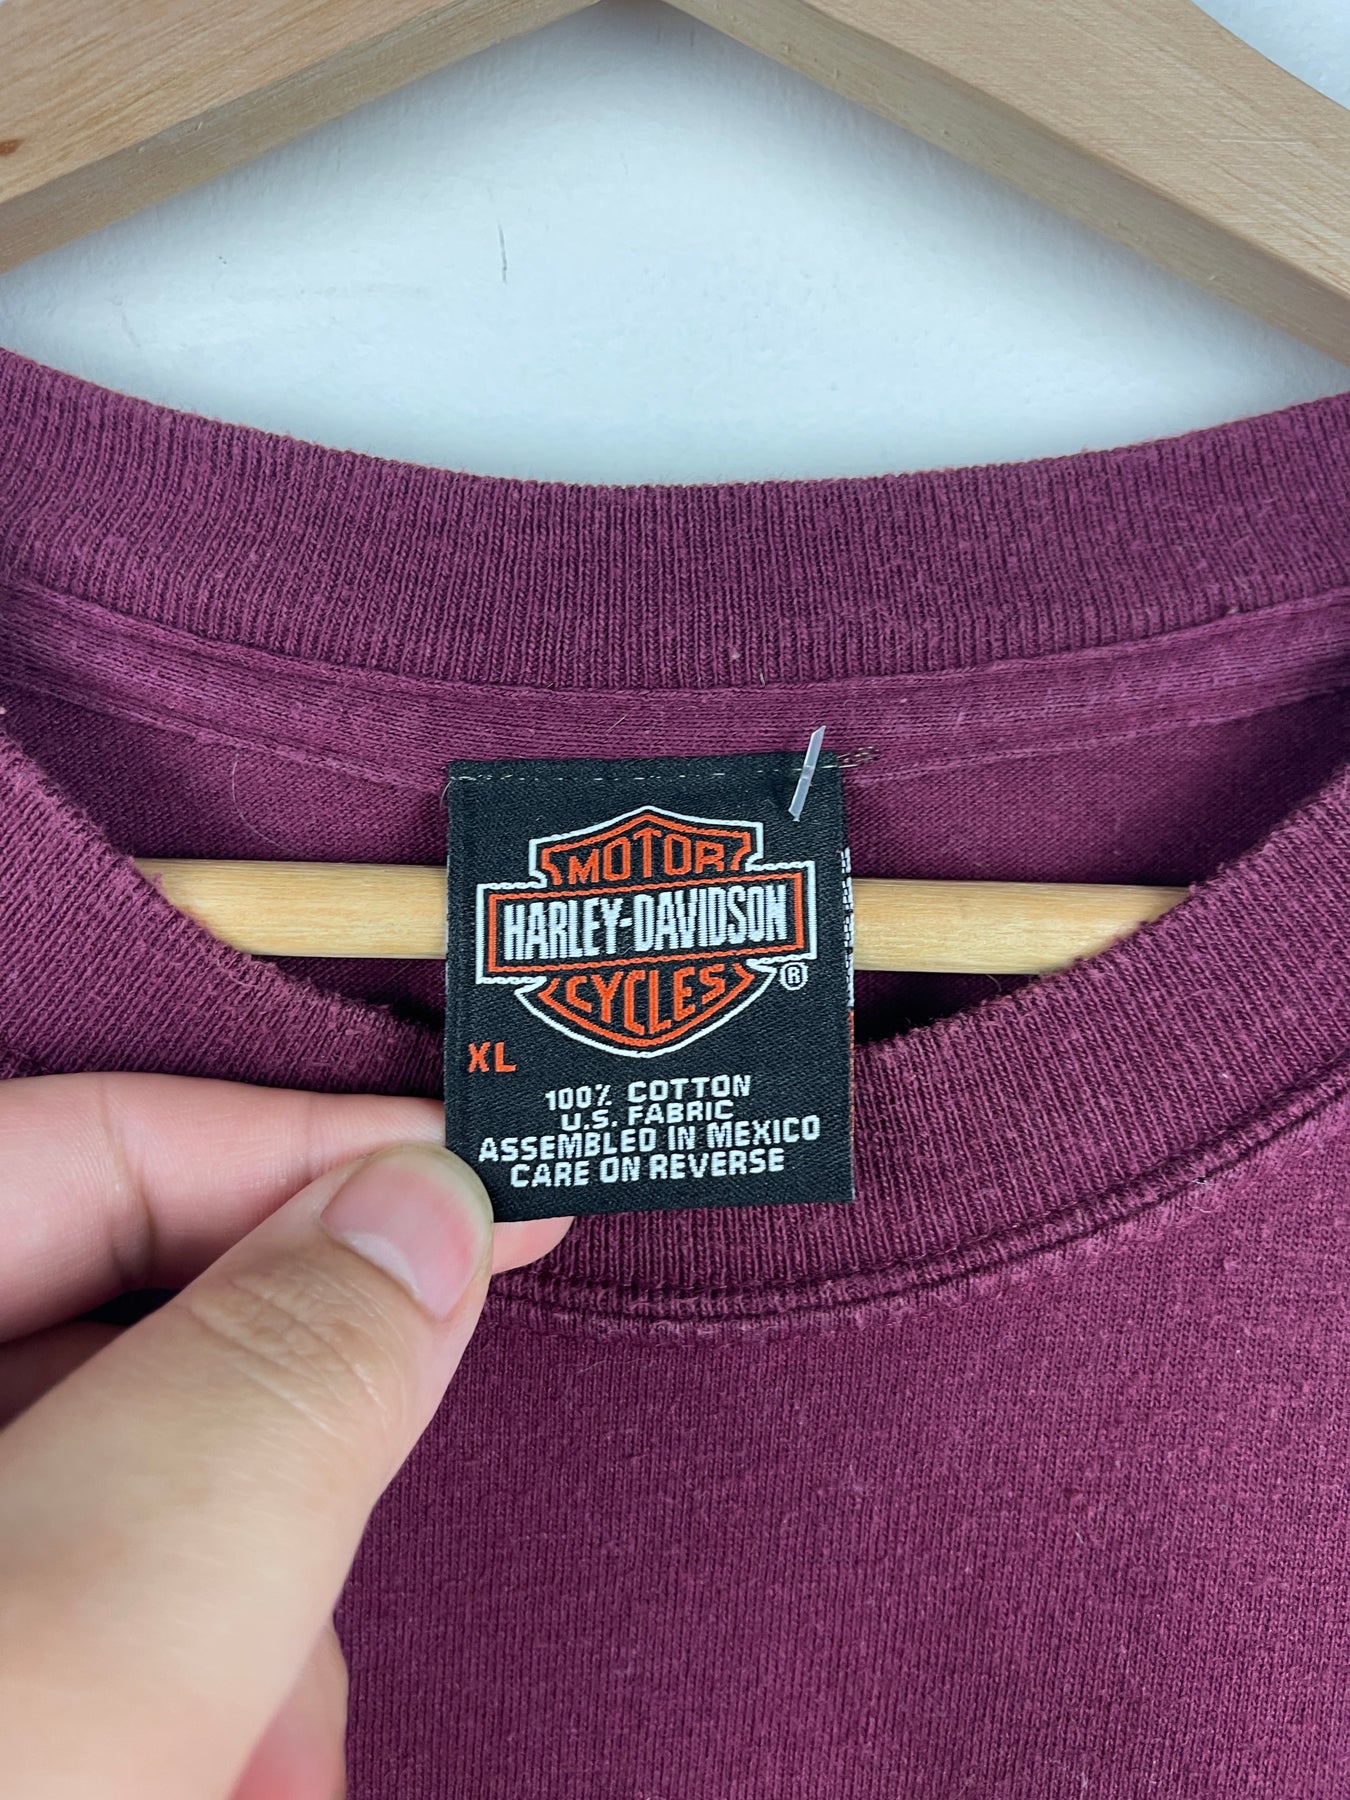 MOTOR
HARLEY-DAVIDSON
CYCLES
®
XL
100% COTTON
U.S. FABRIC
ASSEMBLED IN MEXICO
CARE ON REVERSE